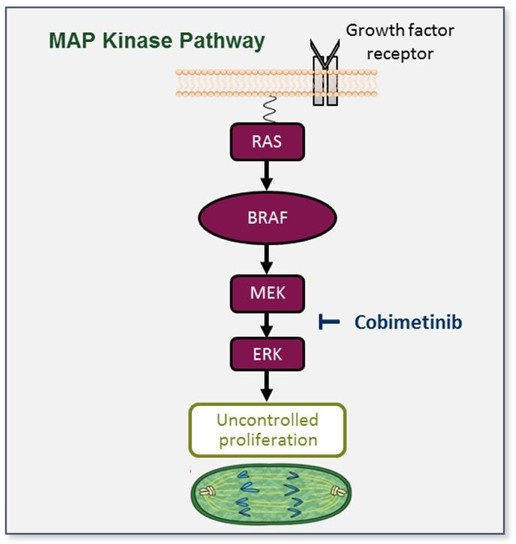 MAP Kinase Pathway
Growth factor
receptor
RAS
BRAF
MEK
Cobimetinib
ERK
Uncontrolled
proliferation